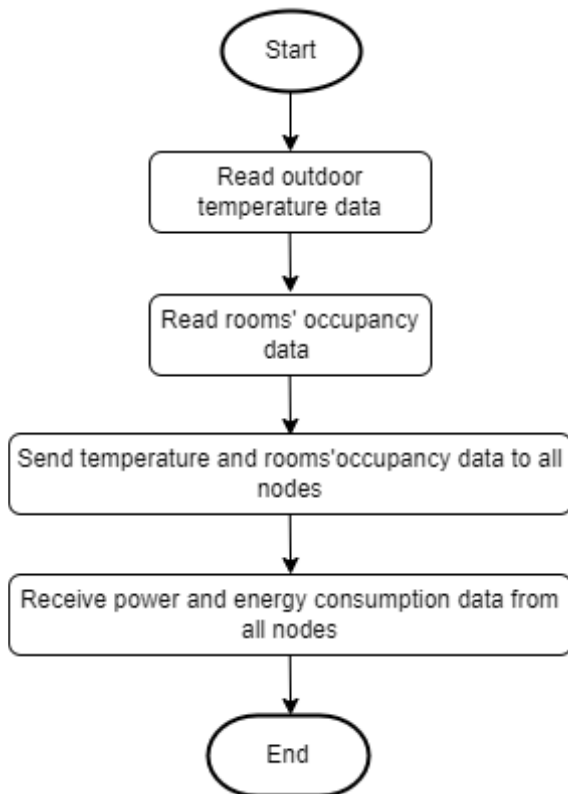 Start
Read outdoor
temperature data
Read rooms' occupancy
data
Send temperature and rooms'occupancy data to all
nodes
Receive power and energy consumption data from
all nodes
End